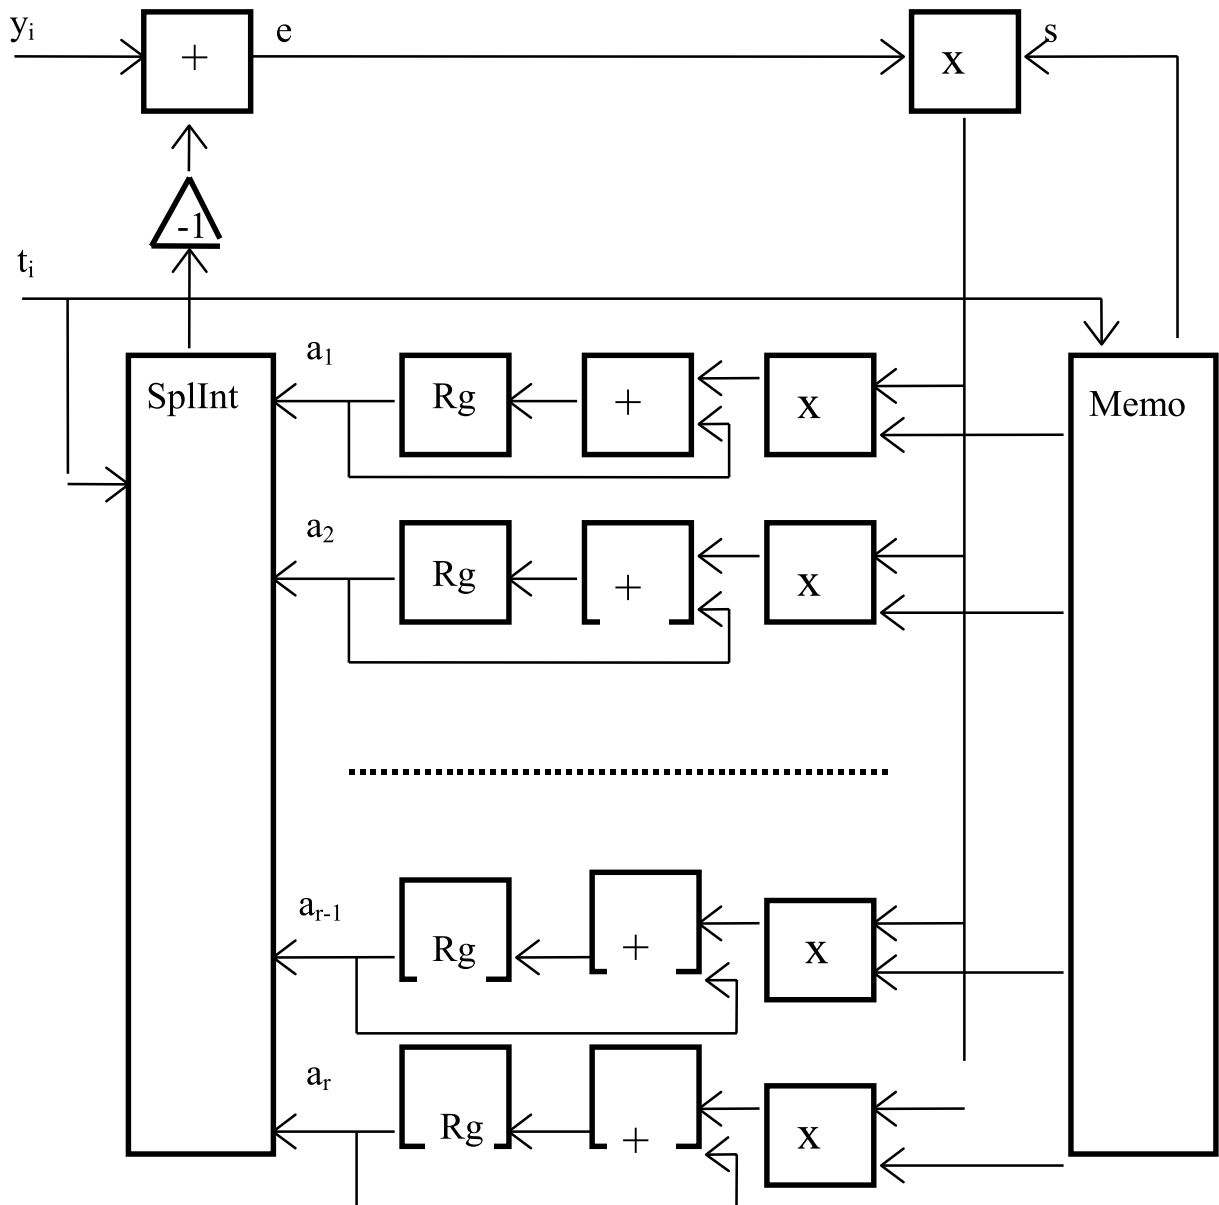 yᵢ e s
+ x
-1
tᵢ
SplInt a₁ Rg + x Memo
a₂ Rg + x
aᵣ₋₁ Rg + x
aᵣ Rg + x